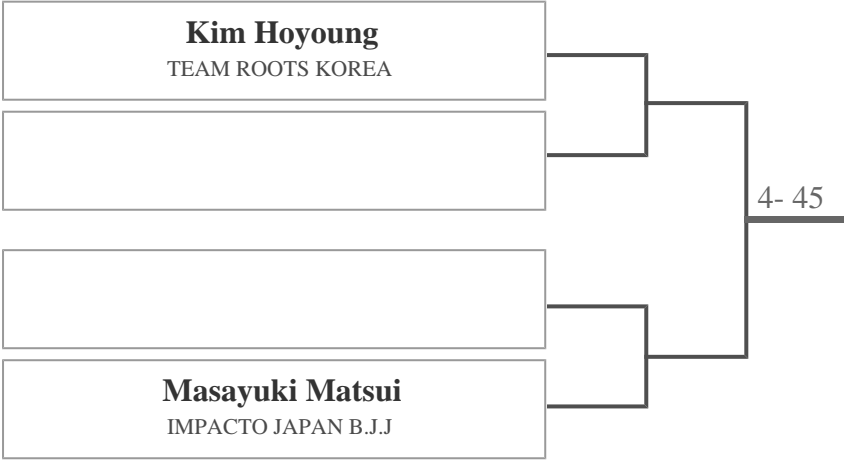 Kim Hoyoung
TEAM ROOTS KOREA
4- 45
Masayuki Matsui
IMPACTO JAPAN B.J.J